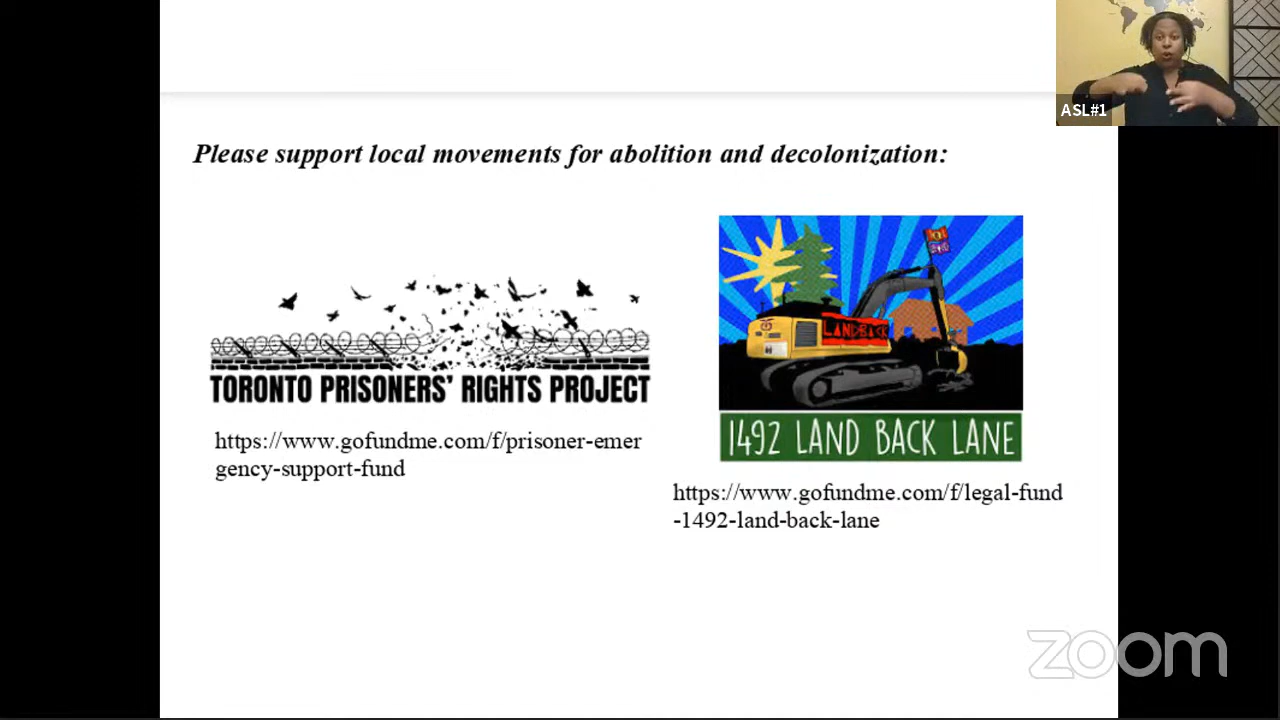 ASL#1
Please support local movements for abolition and decolonization:
TORONTO PRISONERS' RIGHTS PROJECT
https://www.gofundme.com/f/prisoner-emer
gency-support-fund
LANDBACK
1492 LAND BACK LANE
https://www.gofundme.com/f/legal-fund
-1492-land-back-lane
zoom